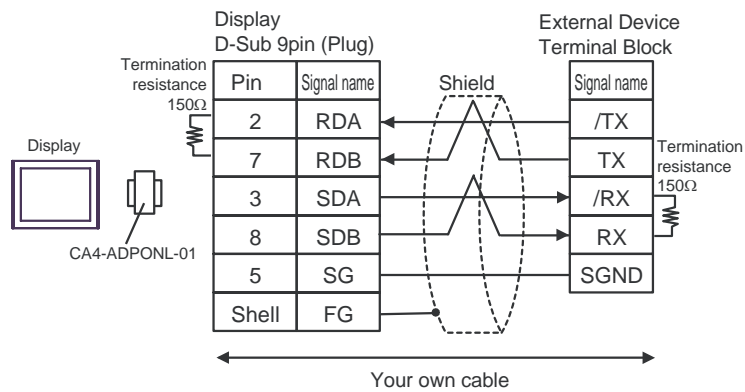 Display
D-Sub 9pin (Plug)
External Device
Terminal Block
Termination
resistance
150Ω
Pin
Signal name
Shield
Signal name
2
RDA
/TX
7
RDB
TX
Display
3
SDA
/RX
Termination
resistance
150Ω
8
SDB
RX
CA4-ADPONL-01
5
SG
SGND
Shell
FG
Your own cable